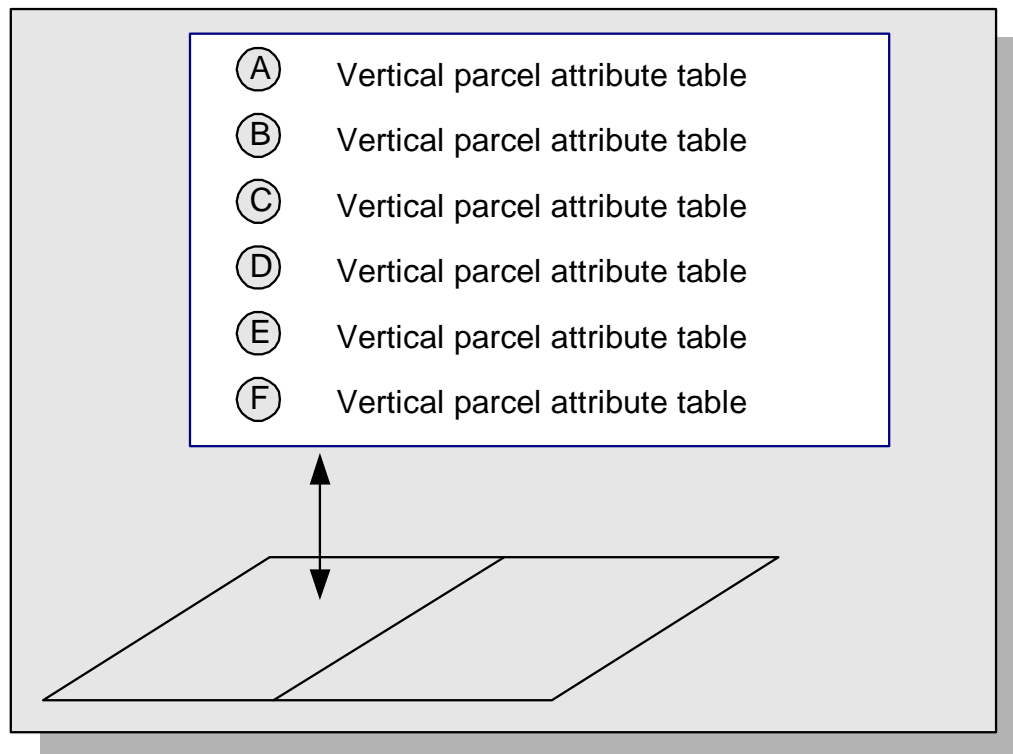 A Vertical parcel attribute table
B Vertical parcel attribute table
C Vertical parcel attribute table
D Vertical parcel attribute table
E Vertical parcel attribute table
F Vertical parcel attribute table